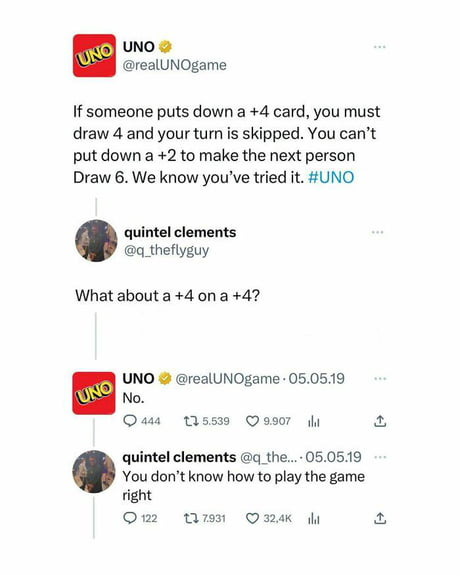 UNO
UNO
@realUNOgame
If someone puts down a +4 card, you must
draw 4 and your turn is skipped. You can’t
put down a +2 to make the next person
Draw 6. We know you’ve tried it. #UNO
quintel clements
@q_theflyguy
What about a +4 on a +4?
UNO
UNO @realUNOgame · 05.05.19
No.
444 5.539 9.907
quintel clements @q_the... · 05.05.19
You don’t know how to play the game
right
122 7.931 32,4K